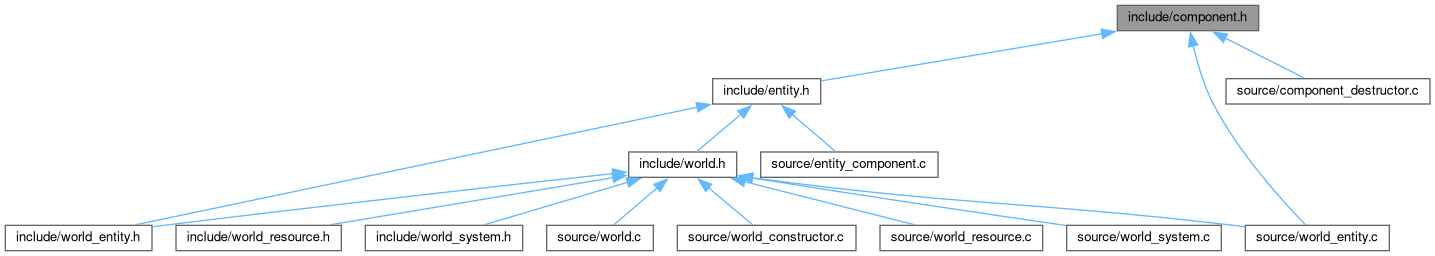 include/component.h
include/entity.h
source/component_destructor.c
include/world.h
source/entity_component.c
include/world_entity.h
include/world_resource.h
include/world_system.h
source/world.c
source/world_constructor.c
source/world_resource.c
source/world_system.c
source/world_entity.c